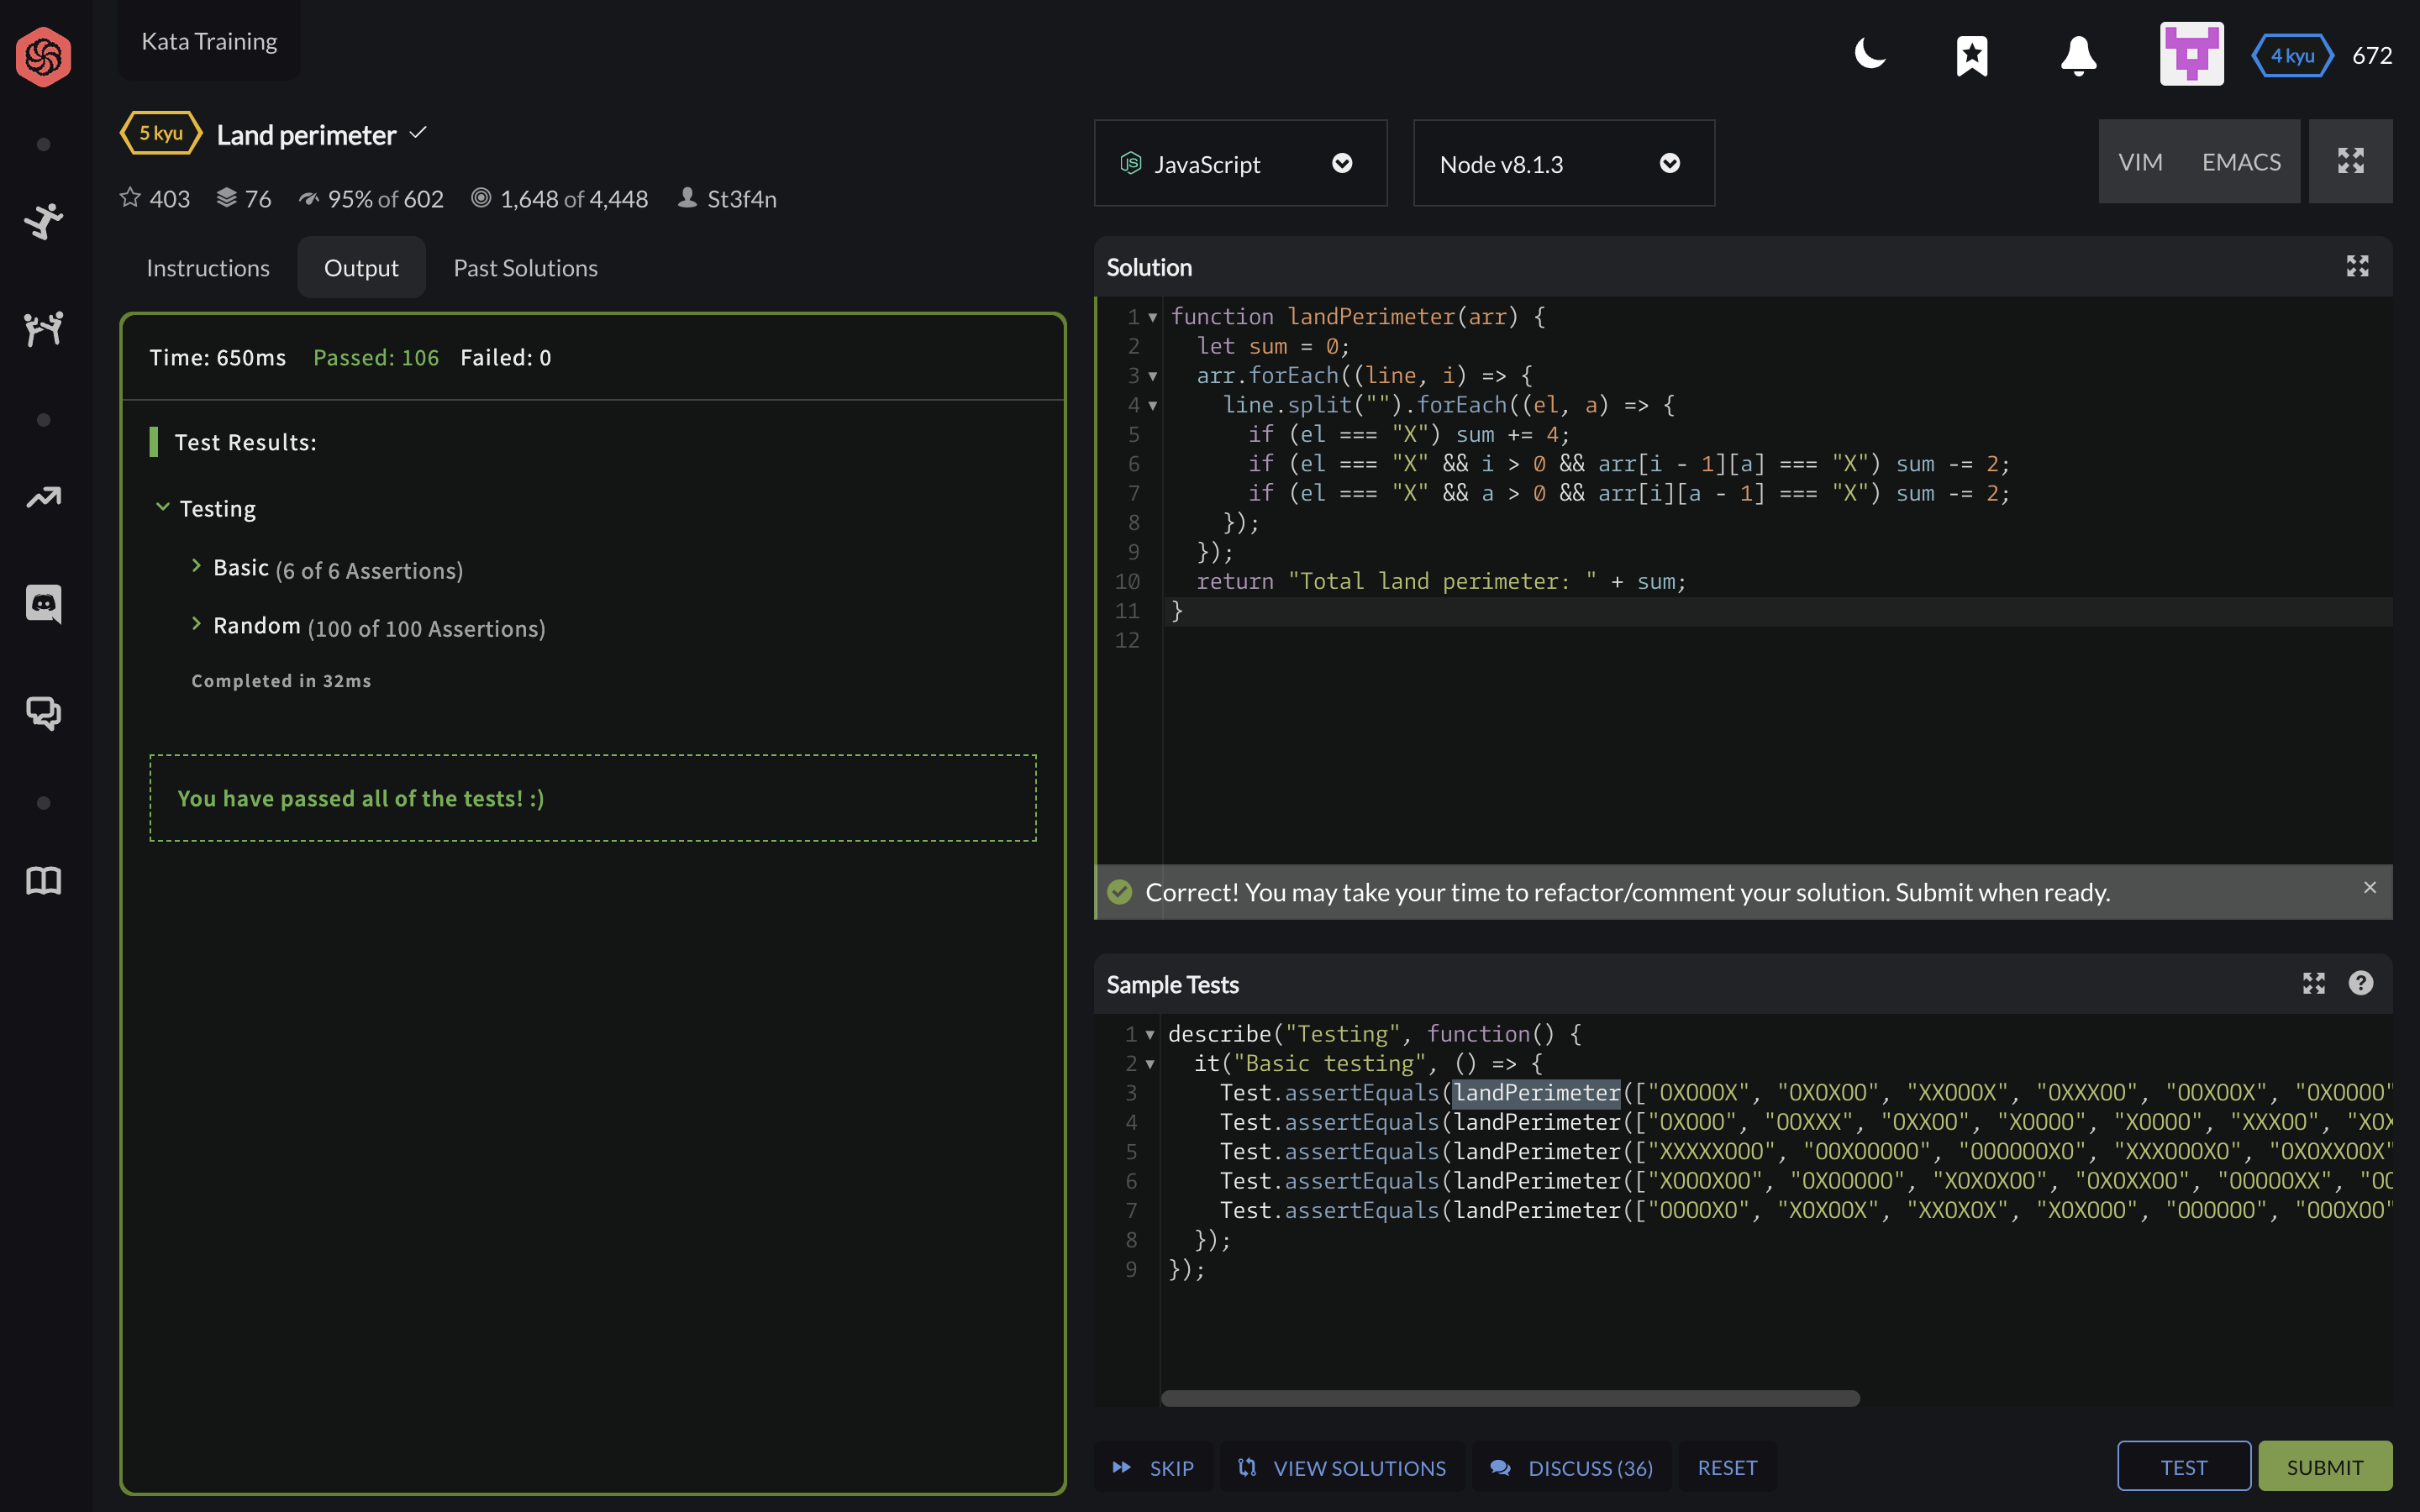 Kata Training
4 kyu 672
5 kyu Land perimeter
403 76 95% of 602 1,648 of 4,448 St3f4n
Instructions Output Past Solutions
Time: 650ms Passed: 106 Failed: 0
Test Results:
Testing
Basic (6 of 6 Assertions)
Random (100 of 100 Assertions)
Completed in 32ms
You have passed all of the tests! :)
JavaScript Node v8.1.3 VIM EMACS
Solution
1 function landPerimeter(arr) {
2 let sum = 0;
3 arr.forEach((line, i) => {
4 line.split("").forEach((el, a) => {
5 if (el === "X") sum += 4;
6 if (el === "X" && i > 0 && arr[i - 1][a] === "X") sum -= 2;
7 if (el === "X" && a > 0 && arr[i][a - 1] === "X") sum -= 2;
8 });
9 });
10 return "Total land perimeter: " + sum;
11 }
12
Correct! You may take your time to refactor/comment your solution. Submit when ready.
Sample Tests
1 describe("Testing", function() {
2 it("Basic testing", () => {
3 Test.assertEquals(landPerimeter(["OXOOOX", "OXOXOO", "XXOOOX", "OXXXOO", "OOXOOX", "OXOOOO"
4 Test.assertEquals(landPerimeter(["OXOOO", "OOXXX", "OXXOO", "XOOOO", "XOOOO", "XXXOO", "XOX
5 Test.assertEquals(landPerimeter(["XXXXXOOO", "OOXOOOOO", "OOOOOOXO", "XXXOOOXO", "OXOXXOOX"
6 Test.assertEquals(landPerimeter(["XOOOXOO", "OXOOOOO", "XOXOXOO", "OXOXXOO", "OOOOOXX", "OO
7 Test.assertEquals(landPerimeter(["OOOOXO", "XOXOOX", "XXOXOX", "XOXOOO", "OOOOOO", "OOOXOO"
8 });
9 });
SKIP VIEW SOLUTIONS DISCUSS (36) RESET TEST SUBMIT